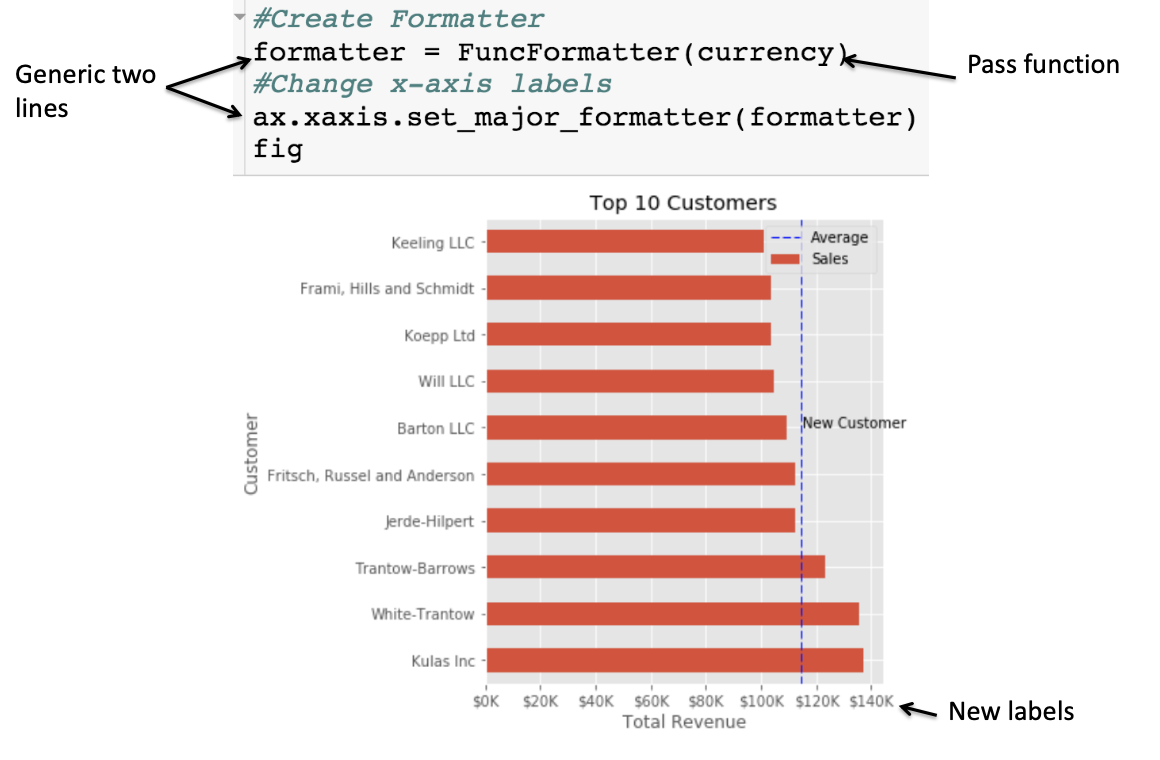 #Create Formatter
formatter = FuncFormatter(currency)
#Change x-axis labels
ax.xaxis.set_major_formatter(formatter)
fig
Generic two
lines
Pass function
Top 10 Customers
Average
Sales
Keeling LLC
Frami, Hills and Schmidt
Koepp Ltd
Will LLC
Barton LLC
New Customer
Fritsch, Russel and Anderson
Jerde-Hilpert
Trantow-Barrows
White-Trantow
Kulas Inc
Customer
$0K $20K $40K $60K $80K $100K $120K $140K
Total Revenue
New labels